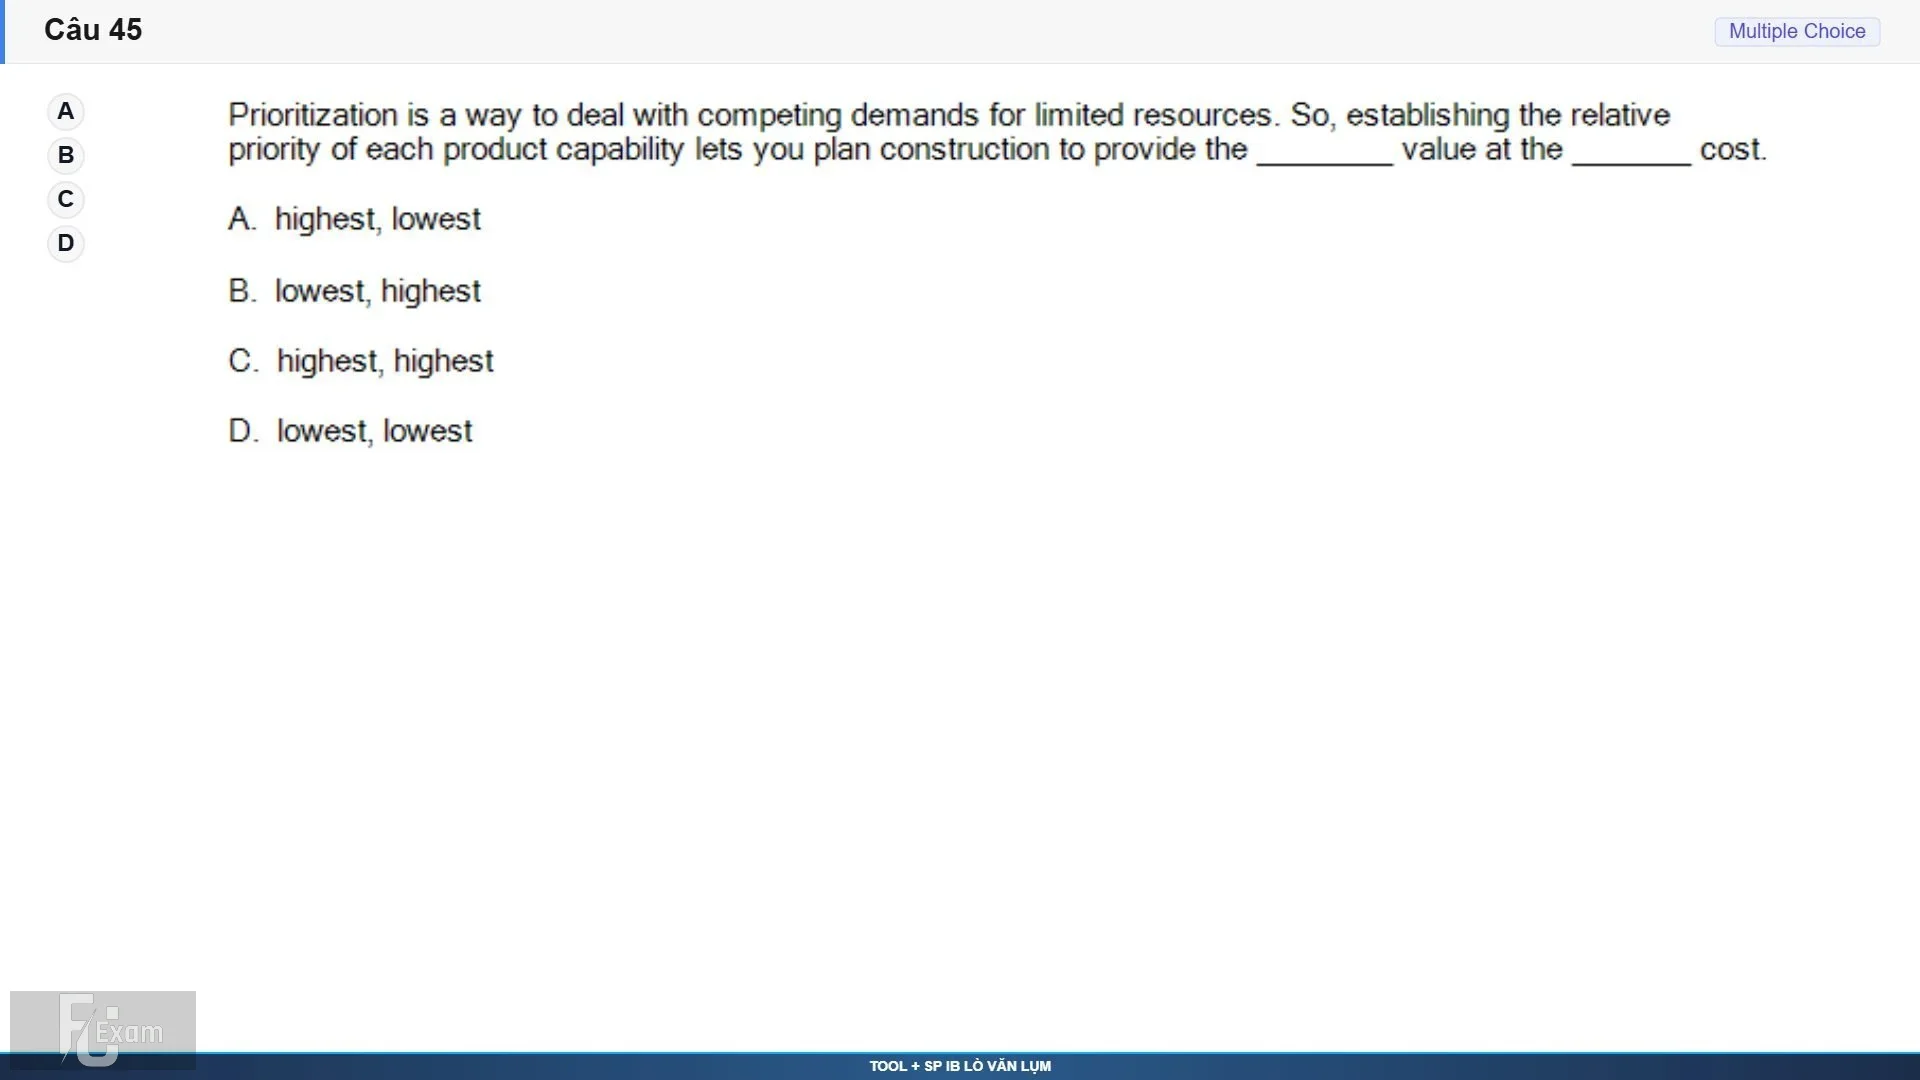 Câu 45
Multiple Choice
A
B
C
D
Prioritization is a way to deal with competing demands for limited resources. So, establishing the relative
priority of each product capability lets you plan construction to provide the ________ value at the _______ cost.
A. highest, lowest
B. lowest, highest
C. highest, highest
D. lowest, lowest
FU Exam
TOOL + SP IB LÒ VĂN LỤM